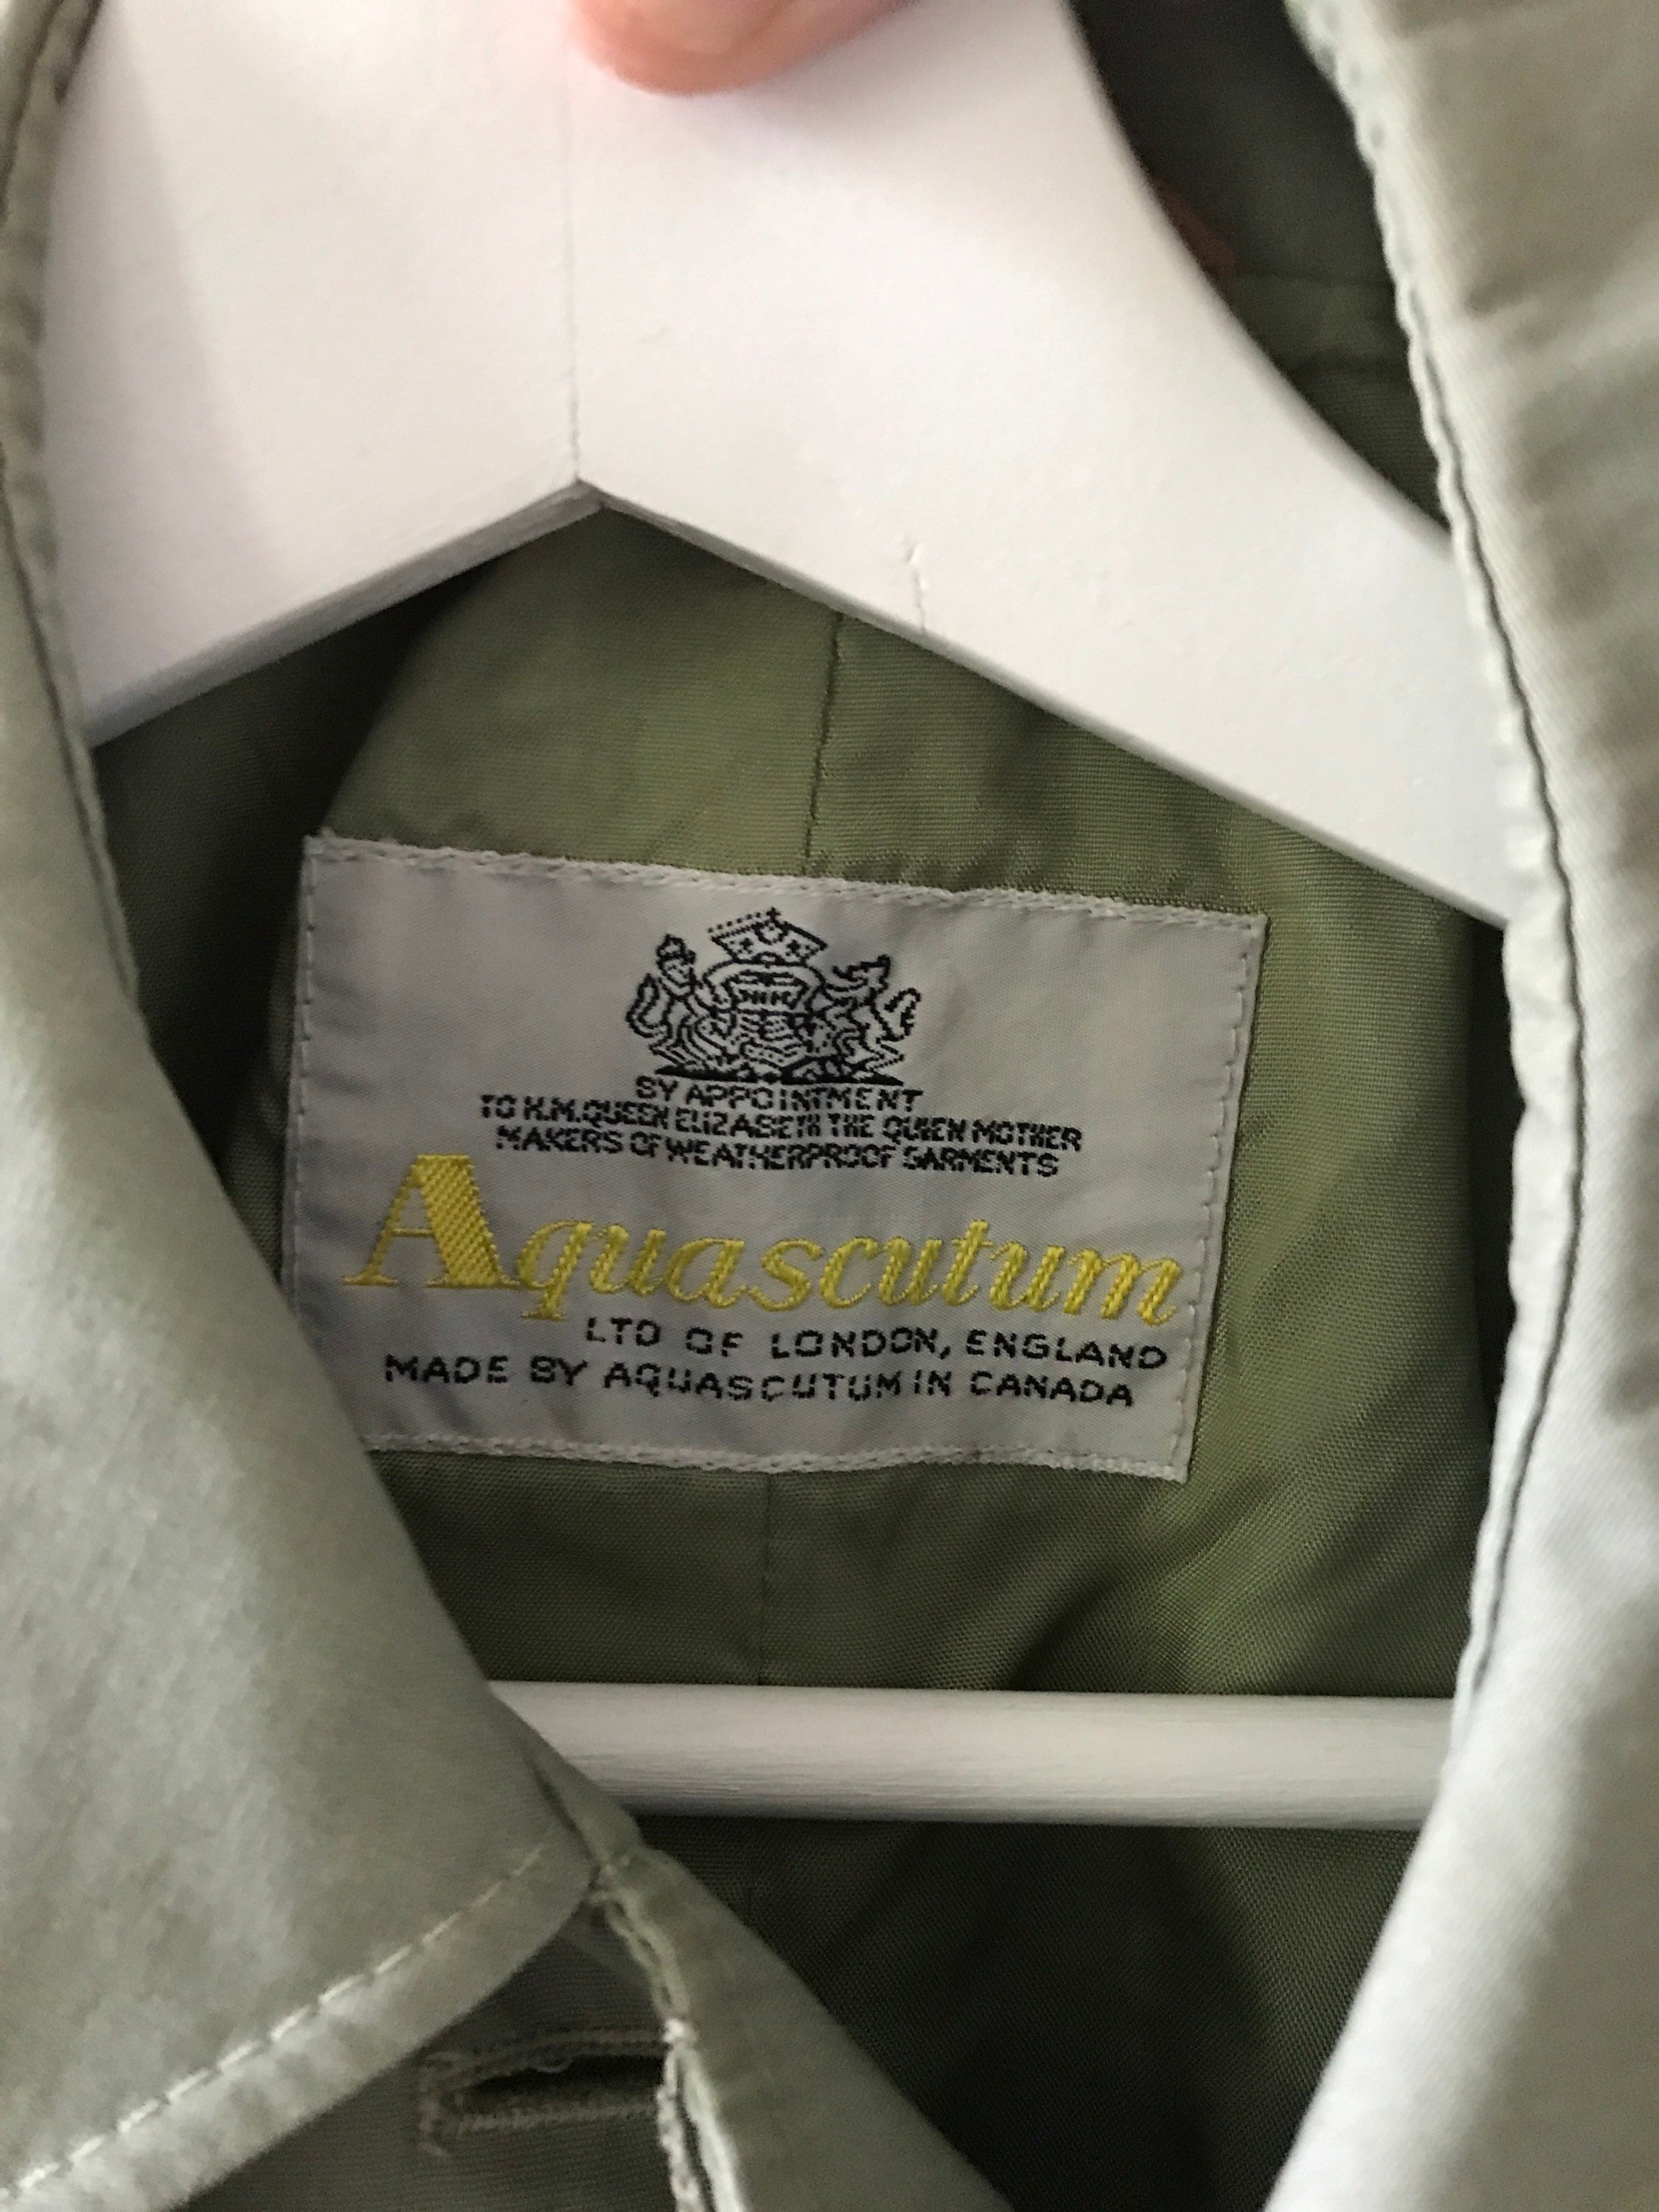 BY APPOINTMENT
TO H.M. QUEEN ELIZABETH THE QUEEN MOTHER
MAKERS OF WEATHERPROOF GARMENTS
Aquascutum
LTD OF LONDON, ENGLAND
MADE BY AQUASCUTUM IN CANADA